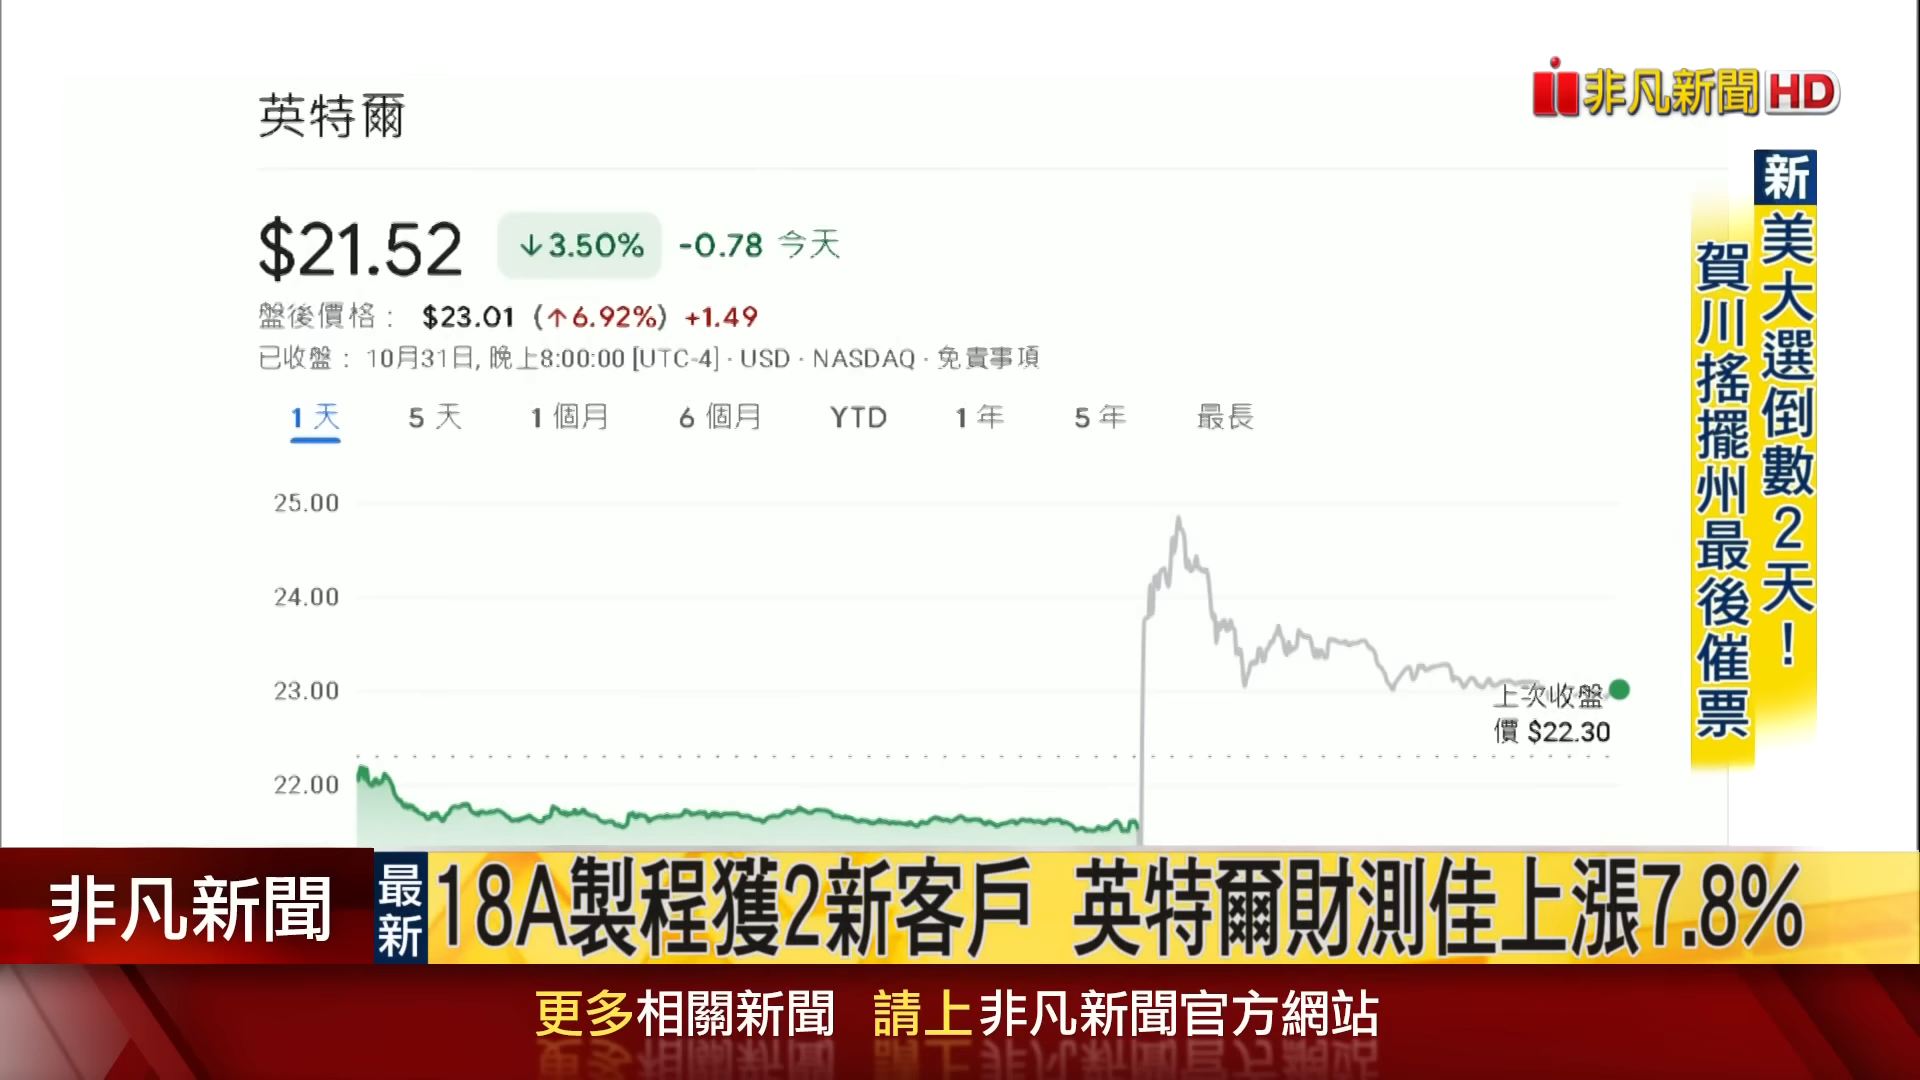 英特爾
非凡新聞HD
$21.52 ↓3.50% -0.78 今天
盤後價格： $23.01 (↑6.92%) +1.49
已收盤： 10月31日, 晚上8:00:00 [UTC-4] · USD · NASDAQ · 免責事項
1 天 5 天 1 個月 6 個月 YTD 1 年 5 年 最長
25.00
24.00
23.00
22.00
上次收盤
價 $22.30
新 美大選倒數2天！
賀川搖擺州最後催票
非凡新聞
最新
18A製程獲2新客戶 英特爾財測佳上漲7.8%
更多相關新聞 請上非凡新聞官方網站